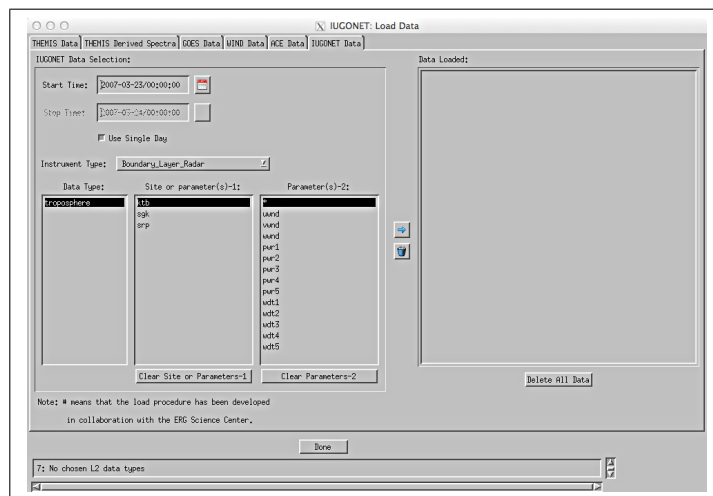 IUGONET: Load Data
THEMIS Data THEMIS Derived Spectra GOES Data WIND Data ACE Data IUGONET Data
IUGONET Data Selection:
Data Loaded:
Start Time: 2007-03-23/00:00:00
Stop Time: 2007-03-24/00:00:00
Use Single Day
Instrument Type: Boundary_Layer_Radar
Data Type: Site or parameter(s)-1: Parameter(s)-2:
troposphere
ktb
sgk
srp
*
uwnd
vwnd
wwnd
pwr1
pwr2
pwr3
pwr4
pwr5
wdt1
wdt2
wdt3
wdt4
wdt5
Clear Site or Parameters-1
Clear Parameters-2
Delete All Data
Note: # means that the load procedure has been developed
in collaboration with the ERG Science Center.
Done
7: No chosen L2 data types